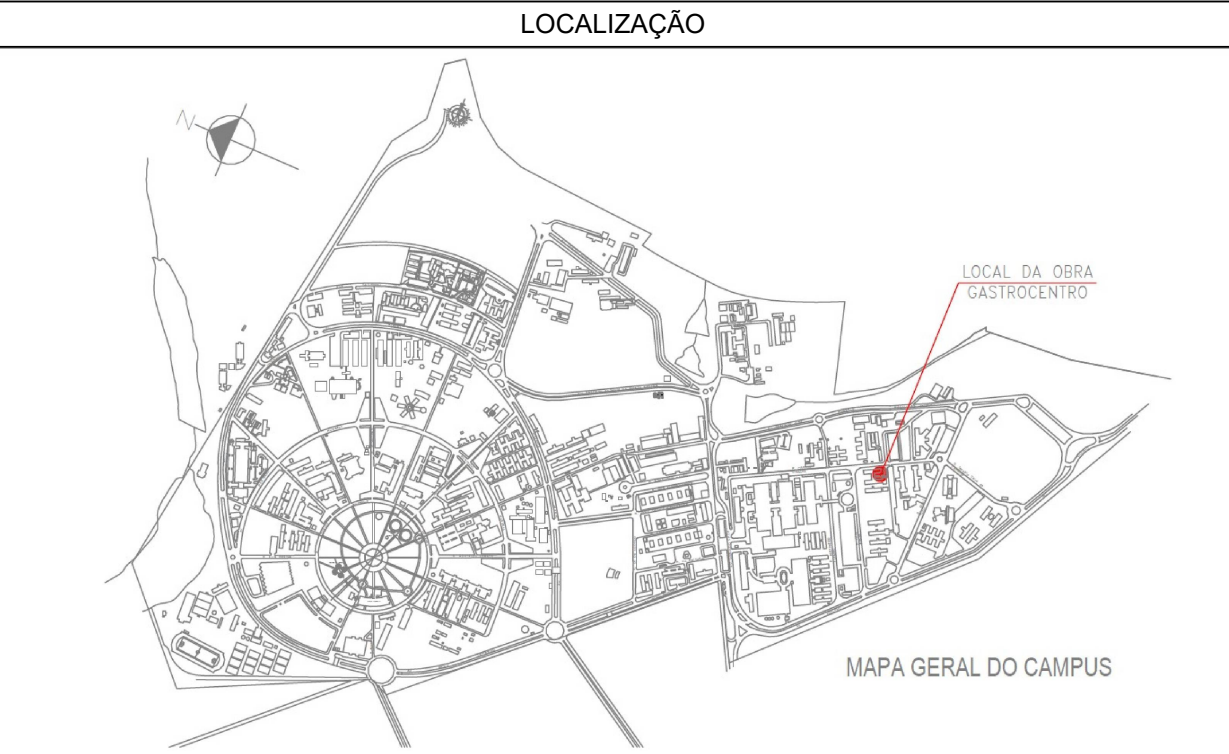 LOCALIZAÇÃO
N
LOCAL DA OBRA
GASTROCENTRO
MAPA GERAL DO CAMPUS